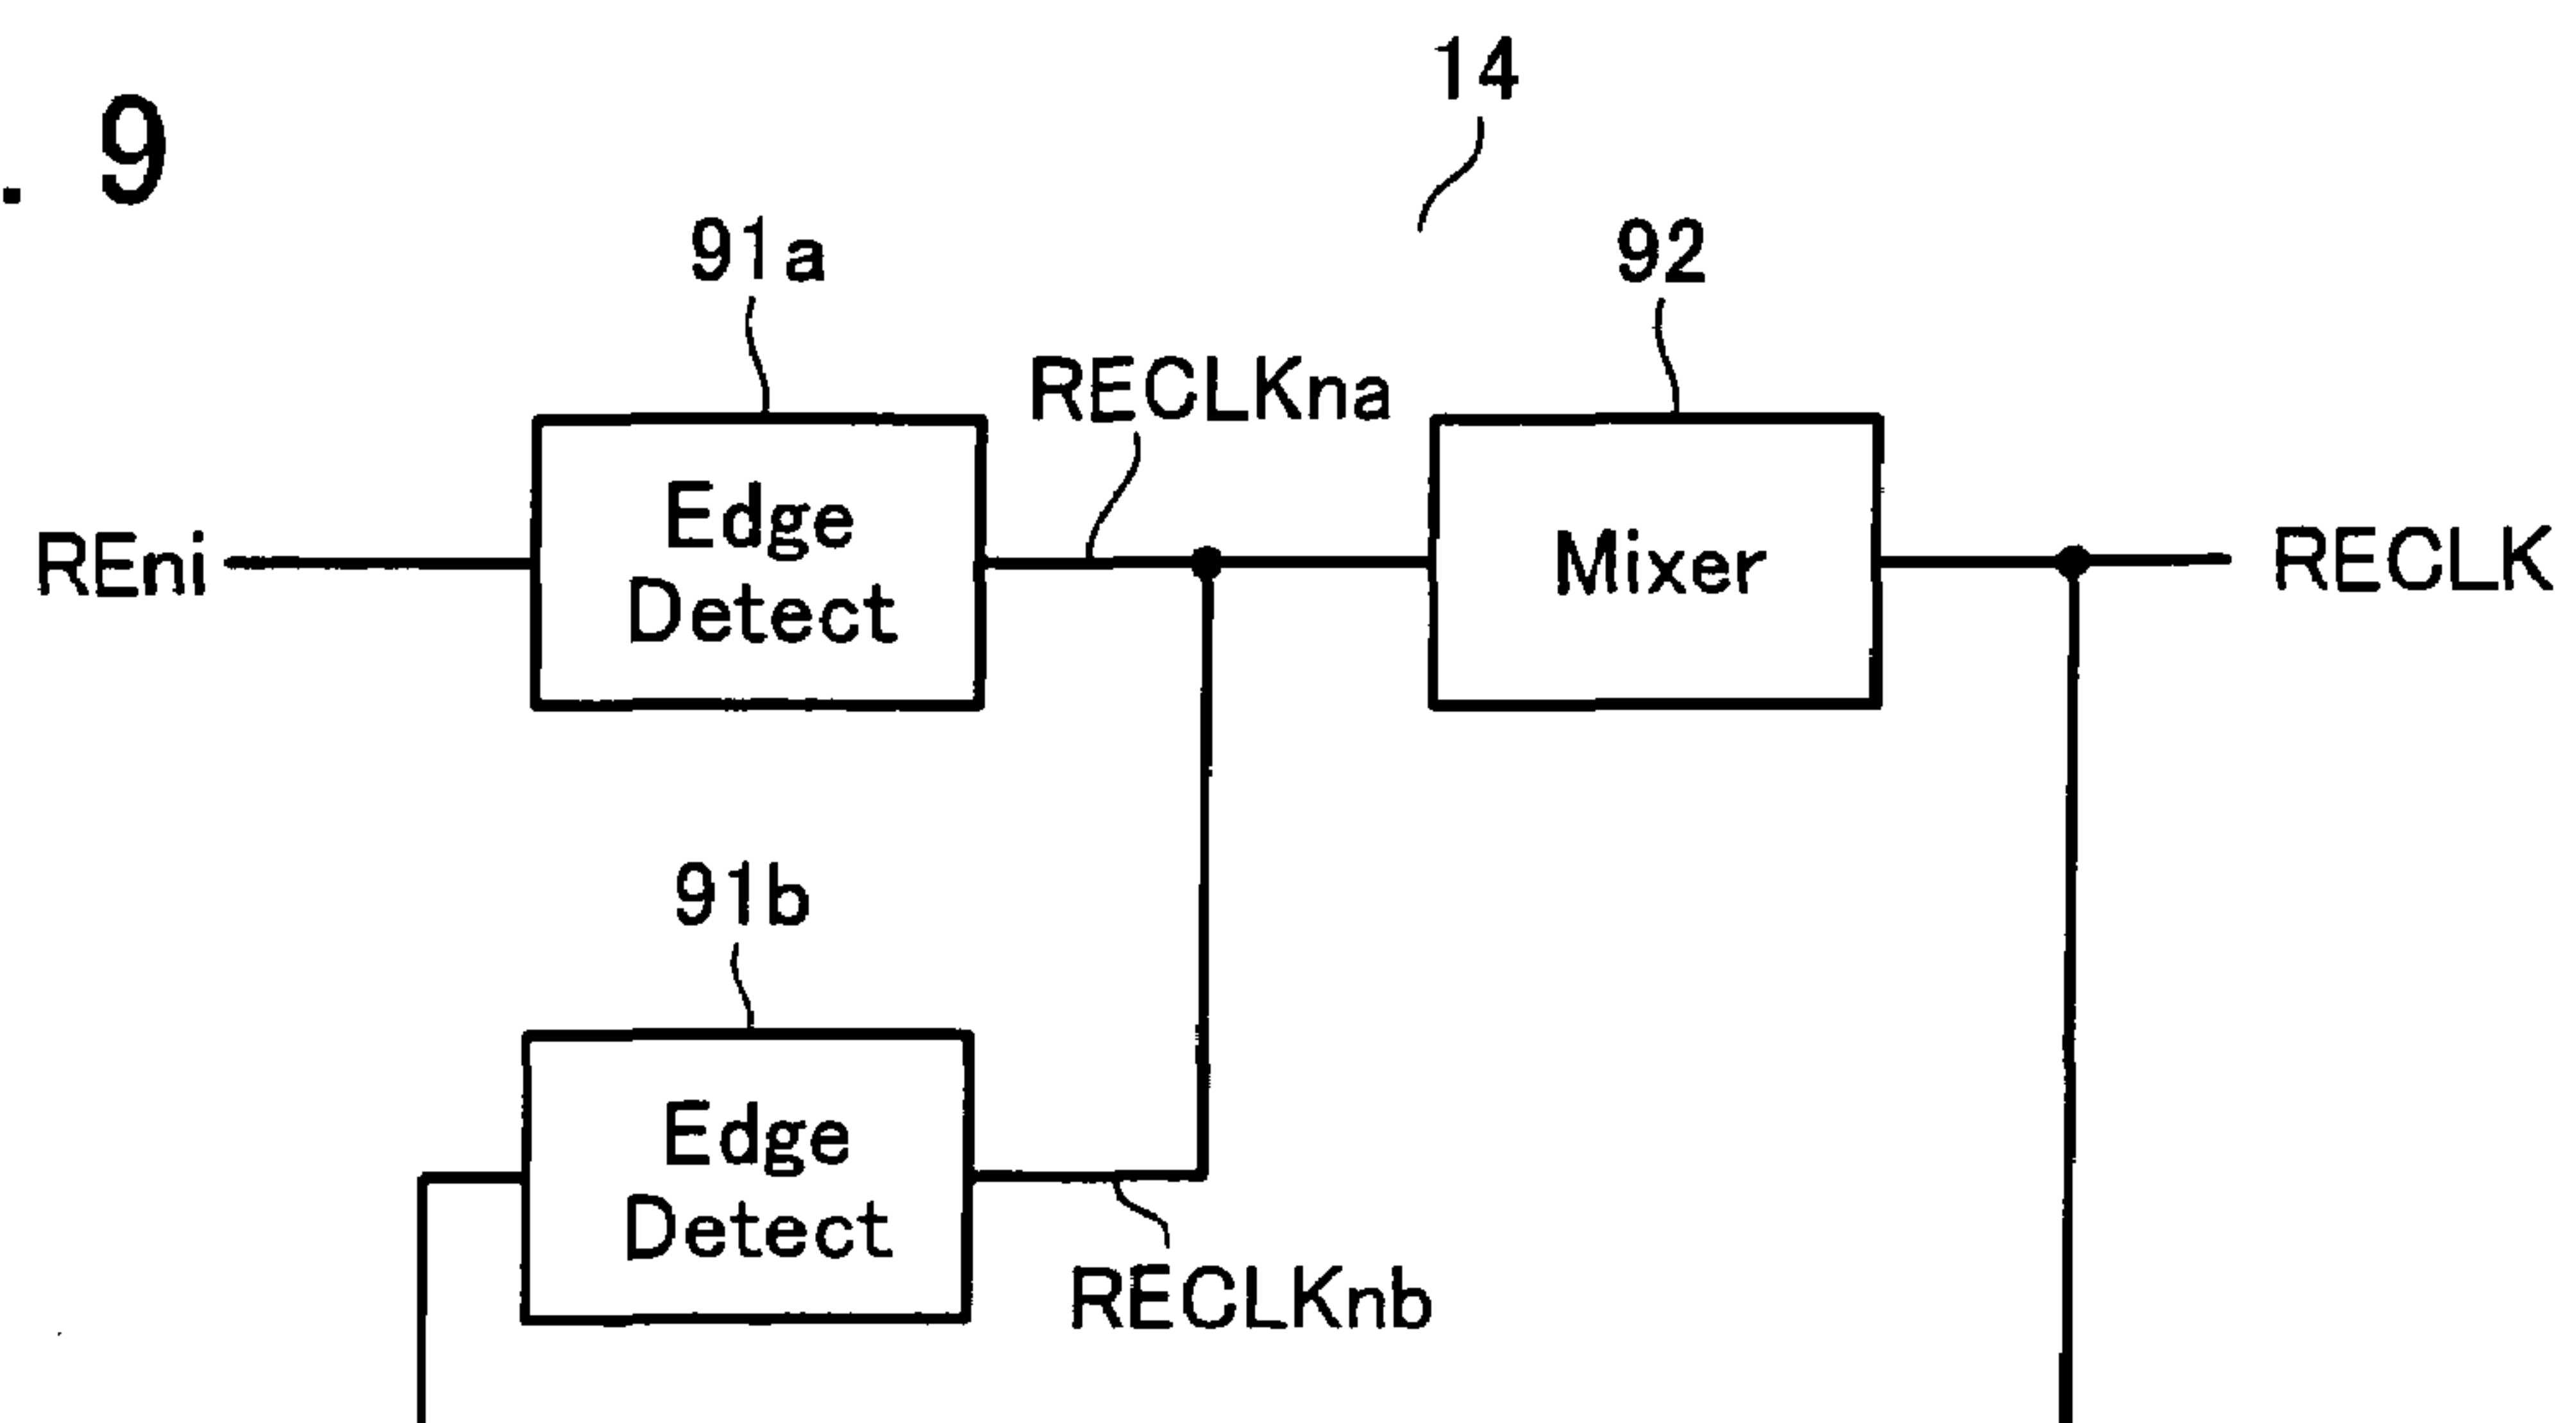 . 9
14
91a
92
RECLKna
REni
Edge
Detect
Mixer
RECLK
91b
Edge
Detect
RECLKnb